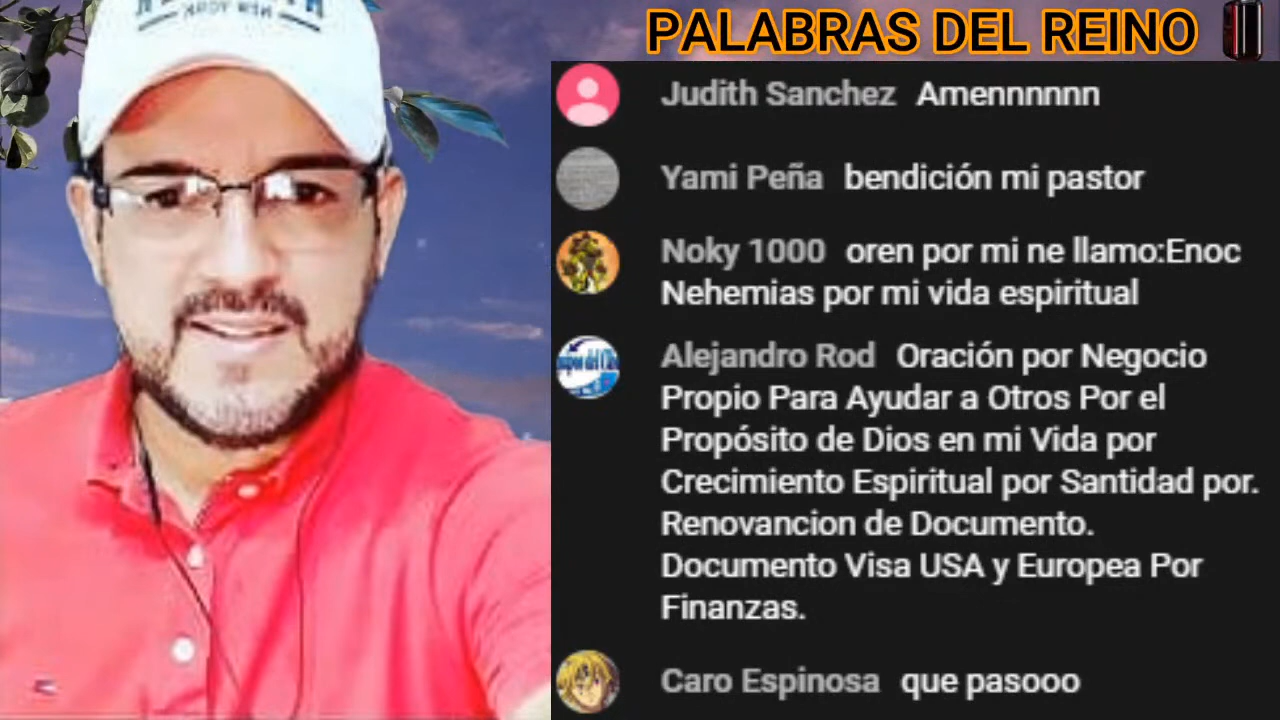 NEW YORK
PALABRAS DEL REINO
Judith Sanchez Amennnnnn
Yami Peña bendición mi pastor
Noky 1000 oren por mi ne llamo:Enoc
Nehemias por mi vida espiritual
Alejandro Rod Oración por Negocio
Propio Para Ayudar a Otros Por el
Propósito de Dios en mi Vida por
Crecimiento Espiritual por Santidad por.
Renovancion de Documento.
Documento Visa USA y Europea Por
Finanzas.
Caro Espinosa que pasooo